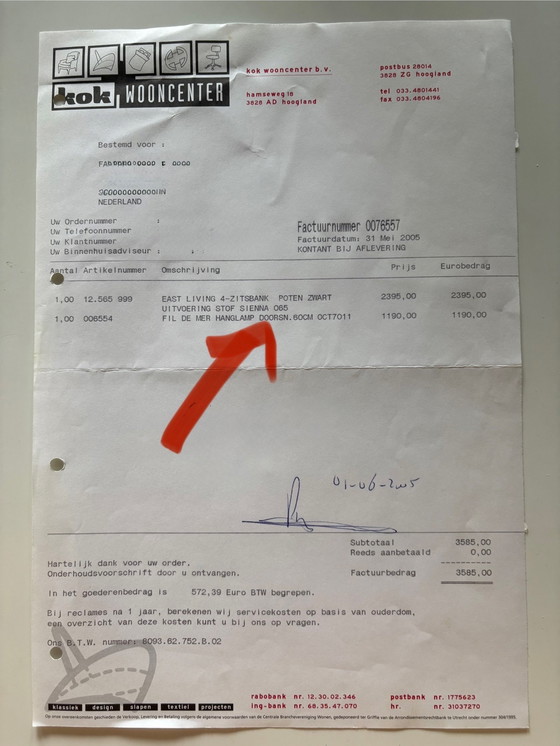 kok WOONCENTER
kok wooncenter b.v.
hamseweg 18
3828 AD hoogland
postbus 28014
3828 ZG hoogland
tel 033.4801441
fax 033.4804196
Bestemd voor :
NEDERLAND
Uw Ordernummer :
Uw Telefoonnummer
Uw Klantnummer
Uw Binnenhuisadviseur :
Factuurnummer 0076557
Factuurdatum: 31 Mei 2005
KONTANT BIJ AFLEVERING
Aantal Artikelnummer Omschrijving Prijs Eurobedrag
1,00 12.565 999 EAST LIVING 4-ZITSBANK POTEN ZWART 2395,00 2395,00
UITVOERING STOF SIENNA 065
1,00 006554 FIL DE MER HANGLAMP DOORSN.60CM OCT7011 1190,00 1190,00
01-06-2005
Subtotaal 3585,00
Reeds aanbetaald 0,00
Factuurbedrag 3585,00
Hartelijk dank voor uw order.
Onderhoudsvoorschrift door u ontvangen.
In het goederenbedrag is 572,39 Euro BTW begrepen.
Bij reclames na 1 jaar, berekenen wij servicekosten op basis van ouderdom,
een overzicht van deze kosten kunt u bij ons op vragen.
Ons B.T.W. nummer: 8093.62.752.B.02
klassiek design slapen textiel projecten
rabobank nr. 12.30.02.346
ing-bank nr. 68.35.47.070
postbank nr. 1775623
hr. nr. 31037270